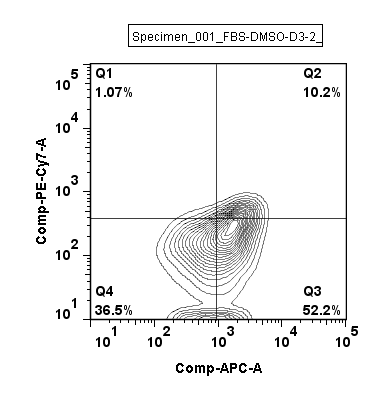 Specimen_001_FBS-DMSO-D3-2_
Q1 Q2
1.07% 10.2%
Q4 Q3
36.5% 52.2%
10^5
10^4
10^3
10^2
10^1
Comp-PE-Cy7-A
10^1 10^2 10^3 10^4 10^5
Comp-APC-A